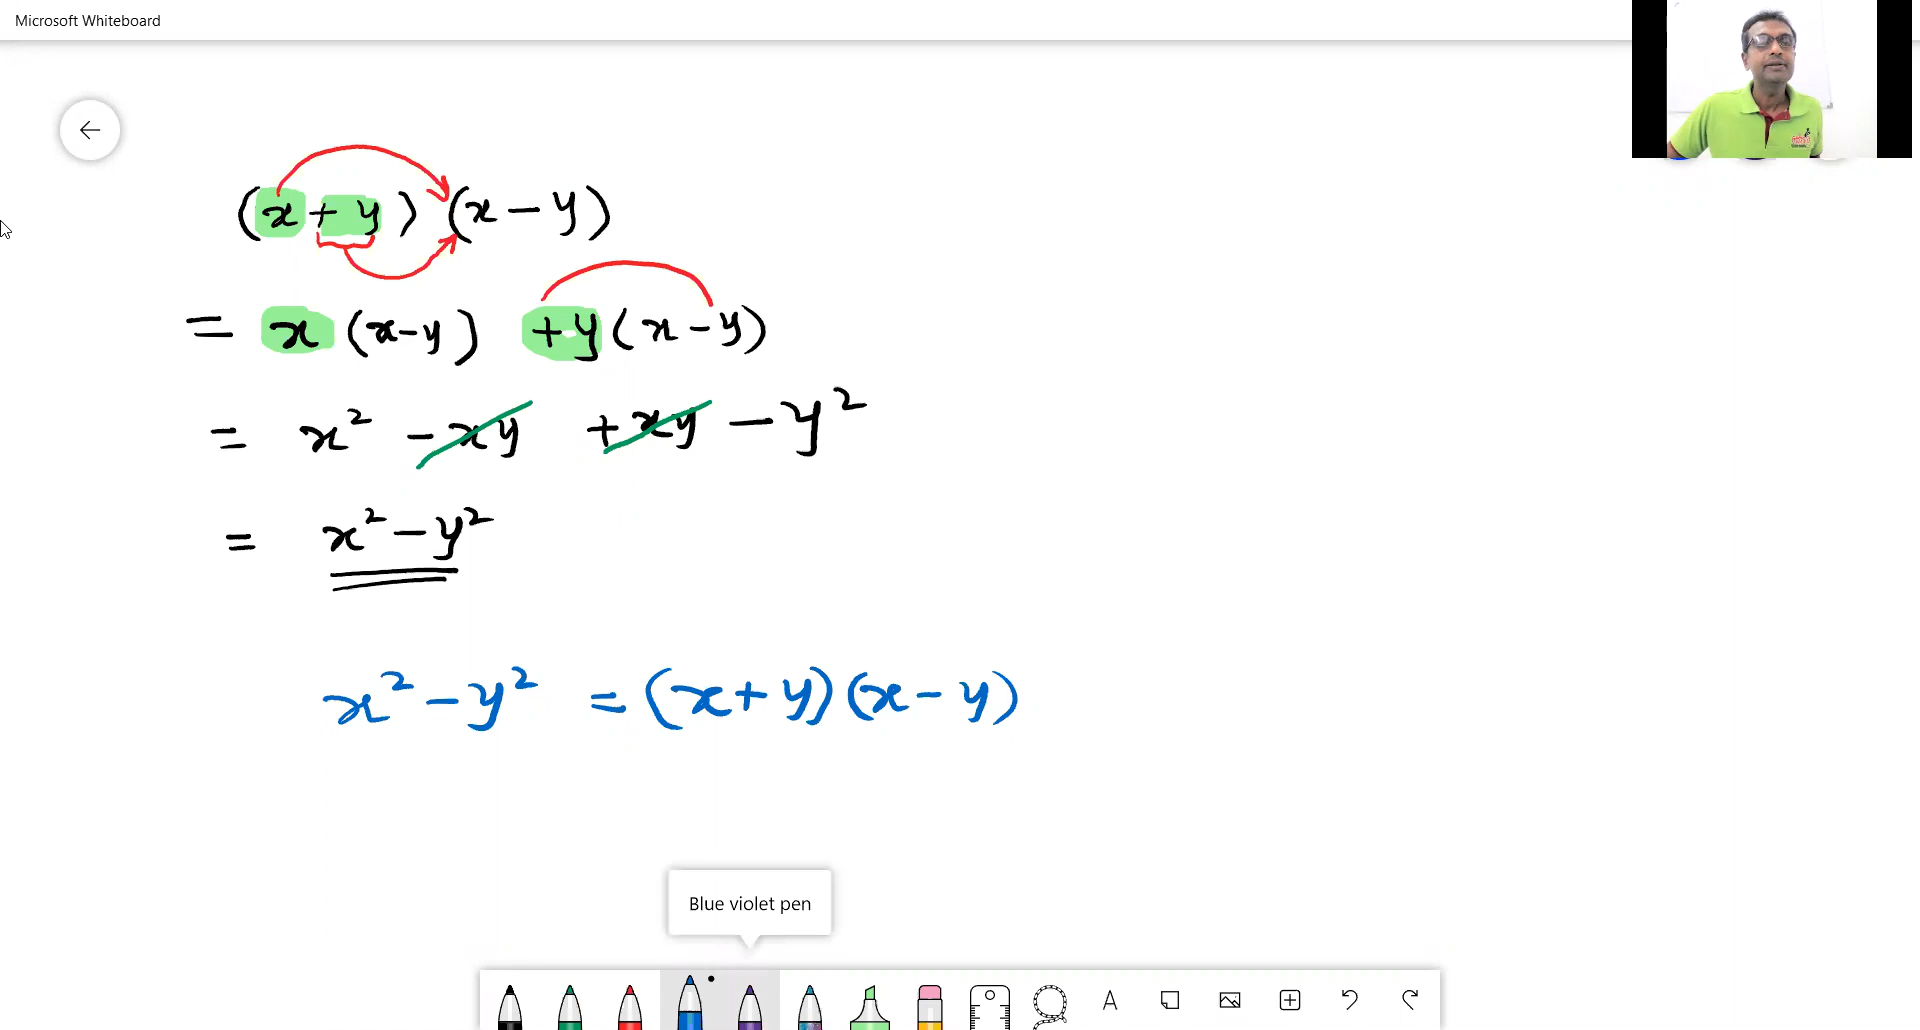 Microsoft Whiteboard
(x + y) (x - y)
= x (x-y) +y (x - y)
= x² - xy + xy - y²
= x² - y²
x² - y² = (x + y) (x - y)
Blue violet pen
A